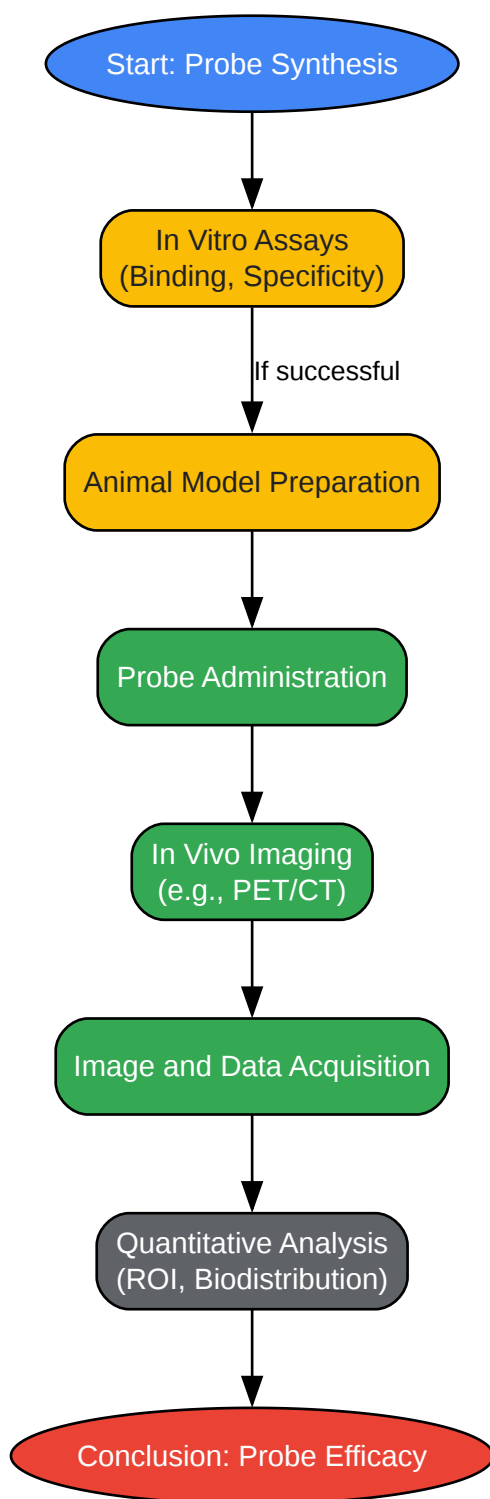 Start: Probe Synthesis
In Vitro Assays
(Binding, Specificity)
If successful
Animal Model Preparation
Probe Administration
In Vivo Imaging
(e.g., PET/CT)
Image and Data Acquisition
Quantitative Analysis
(ROI, Biodistribution)
Conclusion: Probe Efficacy